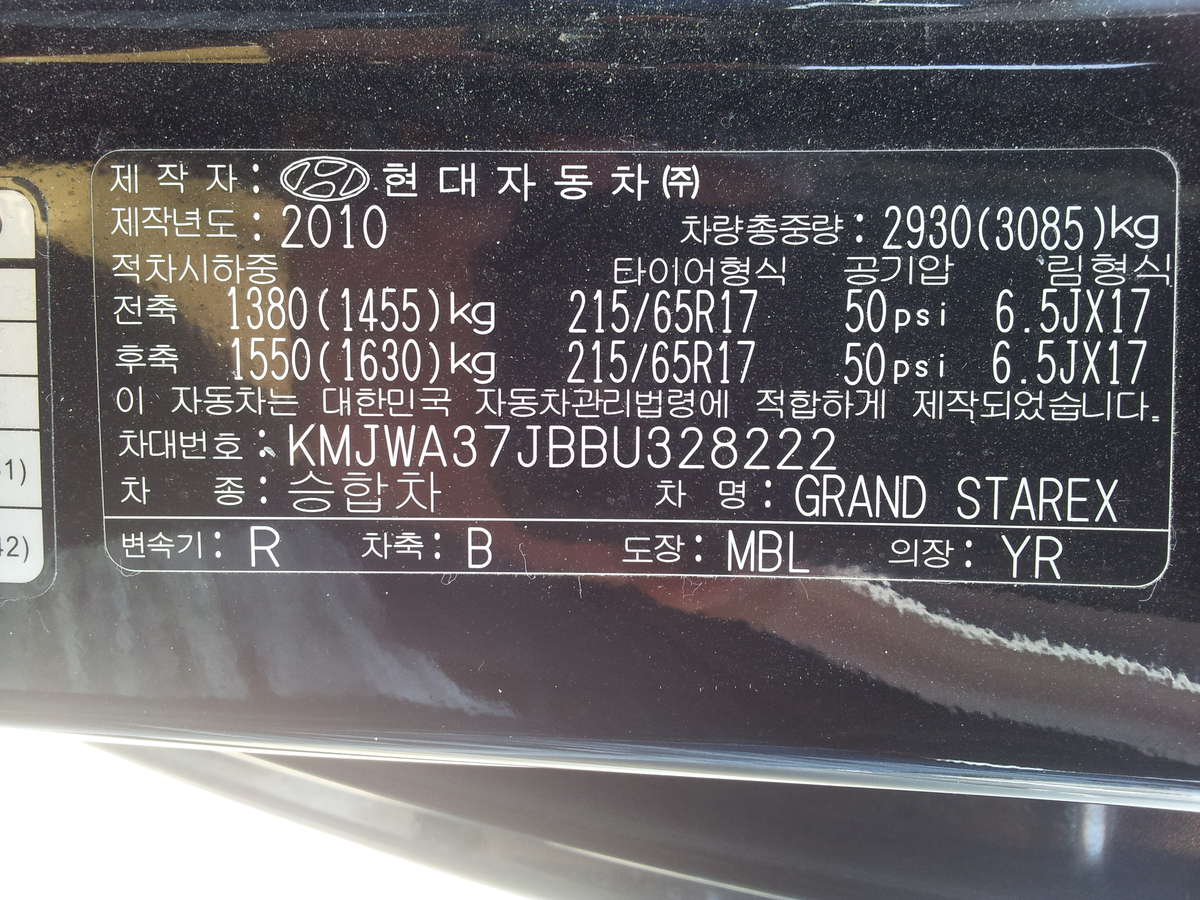 제 작 자 : 현대자동차㈜
제작년도 : 2010 차량총중량 : 2930(3085)kg
적차시하중 타이어형식 공기압 림형식
전축 1380(1455)kg 215/65R17 50psi 6.5JX17
후축 1550(1630)kg 215/65R17 50psi 6.5JX17
이 자동차는 대한민국 자동차관리법령에 적합하게 제작되었습니다.
차대번호 : KMJWA37JBBU328222
차 종 : 승합차 차 명 : GRAND STAREX
변속기 : R 차축 : B 도장 : MBL 의장 : YR